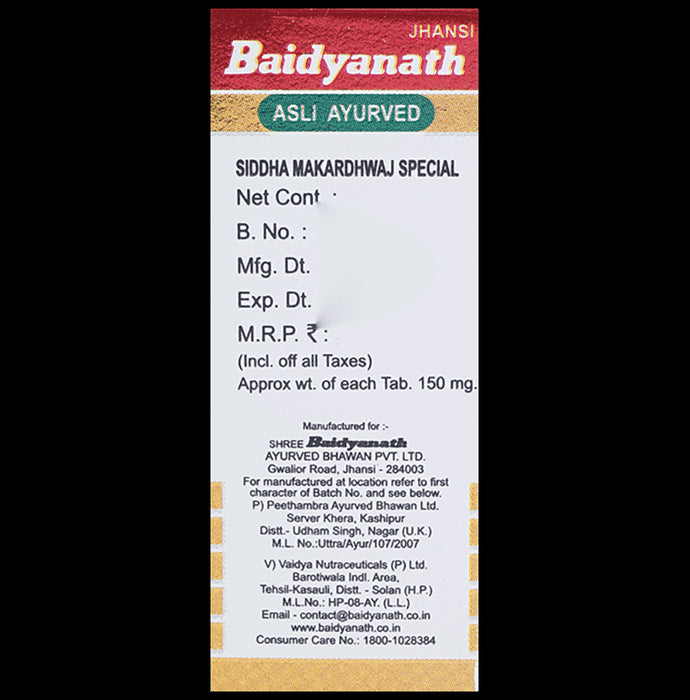 JHANSI
Baidyanath
ASLI AYURVED
SIDDHA MAKARDHWAJ SPECIAL
Net Cont :
B. No. :
Mfg. Dt.
Exp. Dt.
M.R.P. ₹ :
(Incl. off all Taxes)
Approx wt. of each Tab. 150 mg.
Manufactured for :-
SHREE Baidyanath
AYURVED BHAWAN PVT. LTD.
Gwalior Road, Jhansi - 284003
For manufactured at location refer to first
character of Batch No. and see below.
P) Peethambra Ayurved Bhawan Ltd.
Server Khera, Kashipur
Distt.- Udham Singh, Nagar (U.K.)
M.L. No.:Uttra/Ayur/107/2007
V) Vaidya Nutraceuticals (P) Ltd.
Barotiwala Indl. Area,
Tehsil-Kasauli, Distt. - Solan (H.P.)
M.L.No.: HP-08-AY. (L.L.)
Email - contact@baidyanath.co.in
www.baidyanath.co.in
Consumer Care No.: 1800-1028384